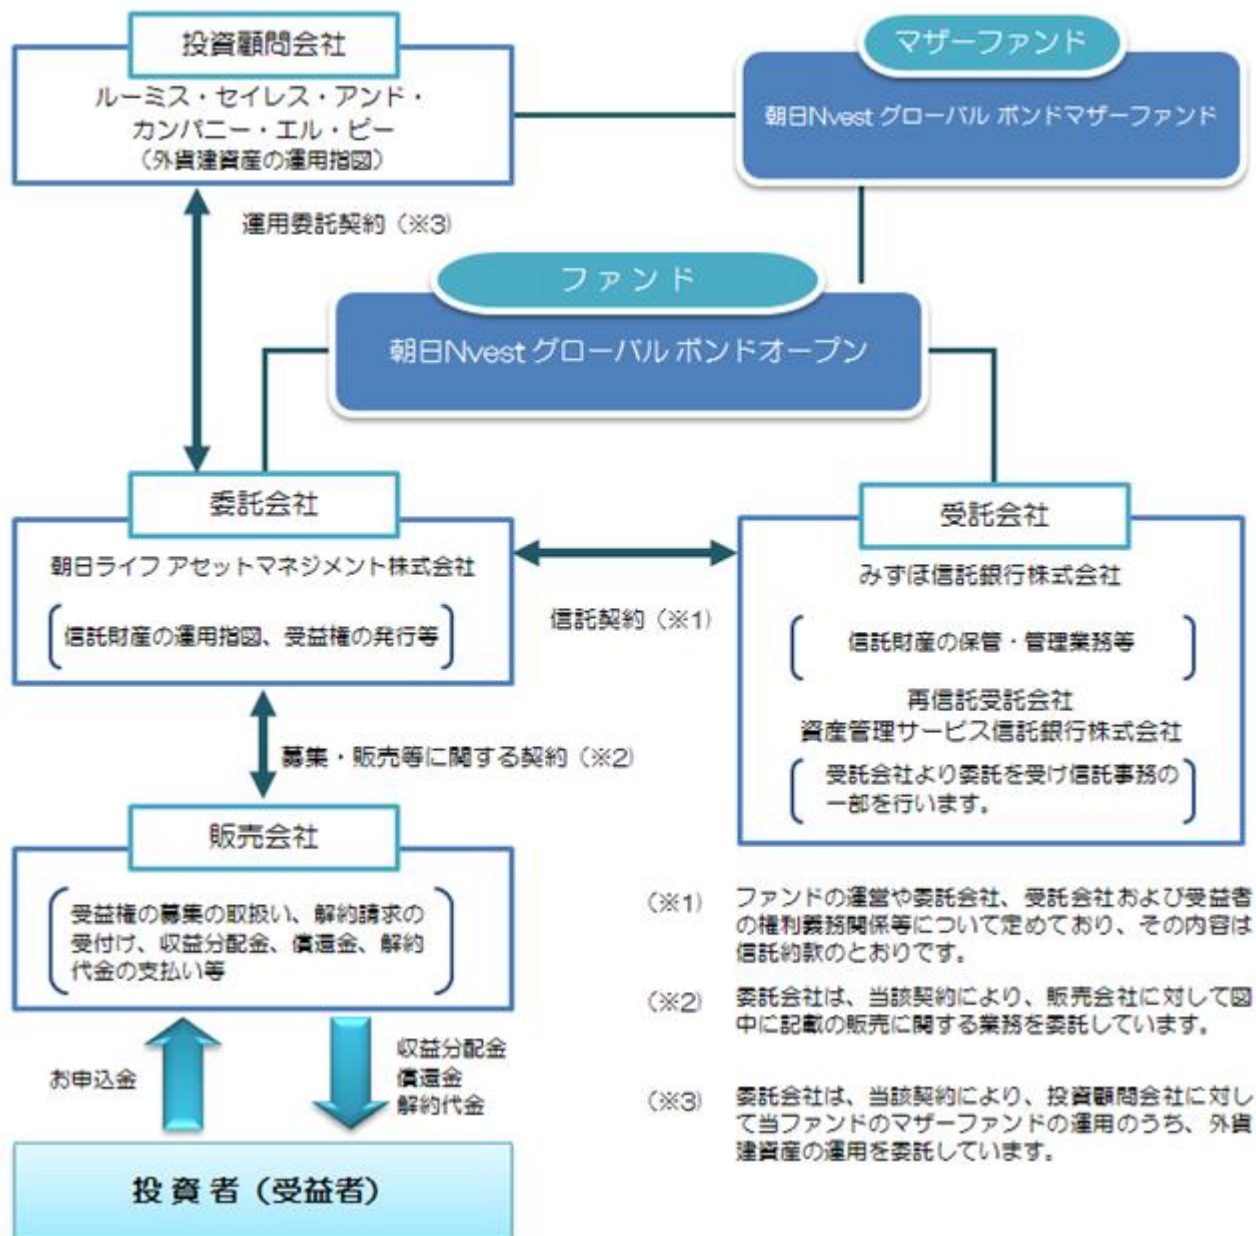 投資顧問会社
ルーミス・セイレス・アンド・
カンパニー・エル・ピー
（外貨建資産の運用指図）
マザーファンド
朝日Nvest グローバル ボンドマザーファンド
運用委託契約（※3）
ファンド
朝日Nvest グローバル ボンドオープン
委託会社
朝日ライフ アセットマネジメント株式会社
信託財産の運用指図、受益権の発行等
信託契約（※1）
受託会社
みずほ信託銀行株式会社
信託財産の保管・管理業務等
再信託受託会社
資産管理サービス信託銀行株式会社
受託会社より委託を受け信託事務の
一部を行います。
募集・販売等に関する契約（※2）
販売会社
受益権の募集の取扱い、解約請求の
受付け、収益分配金、償還金、解約
代金の支払い等
お申込金
収益分配金
償還金
解約代金
投資者（受益者）
（※1） ファンドの運営や委託会社、受託会社および受益者
の権利義務関係等について定めており、その内容は
信託約款のとおりです。
（※2） 委託会社は、当該契約により、販売会社に対して図
中に記載の販売に関する業務を委託しています。
（※3） 委託会社は、当該契約により、投資顧問会社に対し
て当ファンドのマザーファンドの運用のうち、外貨
建資産の運用を委託しています。